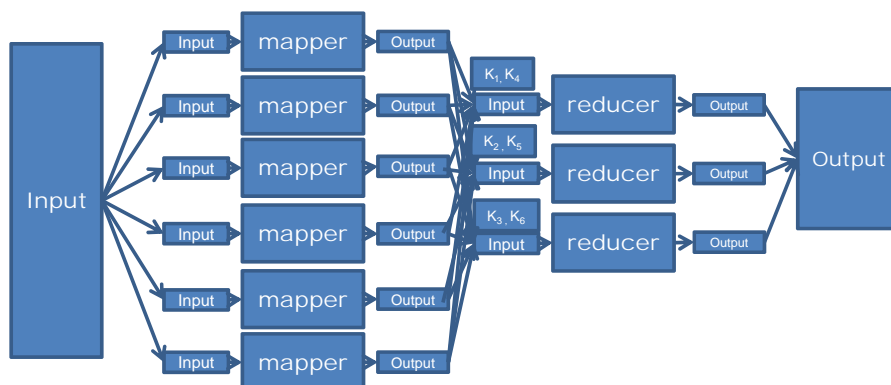 Input
Input
mapper
Output
Input
mapper
Output
Input
mapper
Output
Input
mapper
Output
Input
mapper
Output
Input
mapper
Output
K₁, K₄
Input
reducer
Output
K₂, K₅
Input
reducer
Output
K₃, K₆
Input
reducer
Output
Output